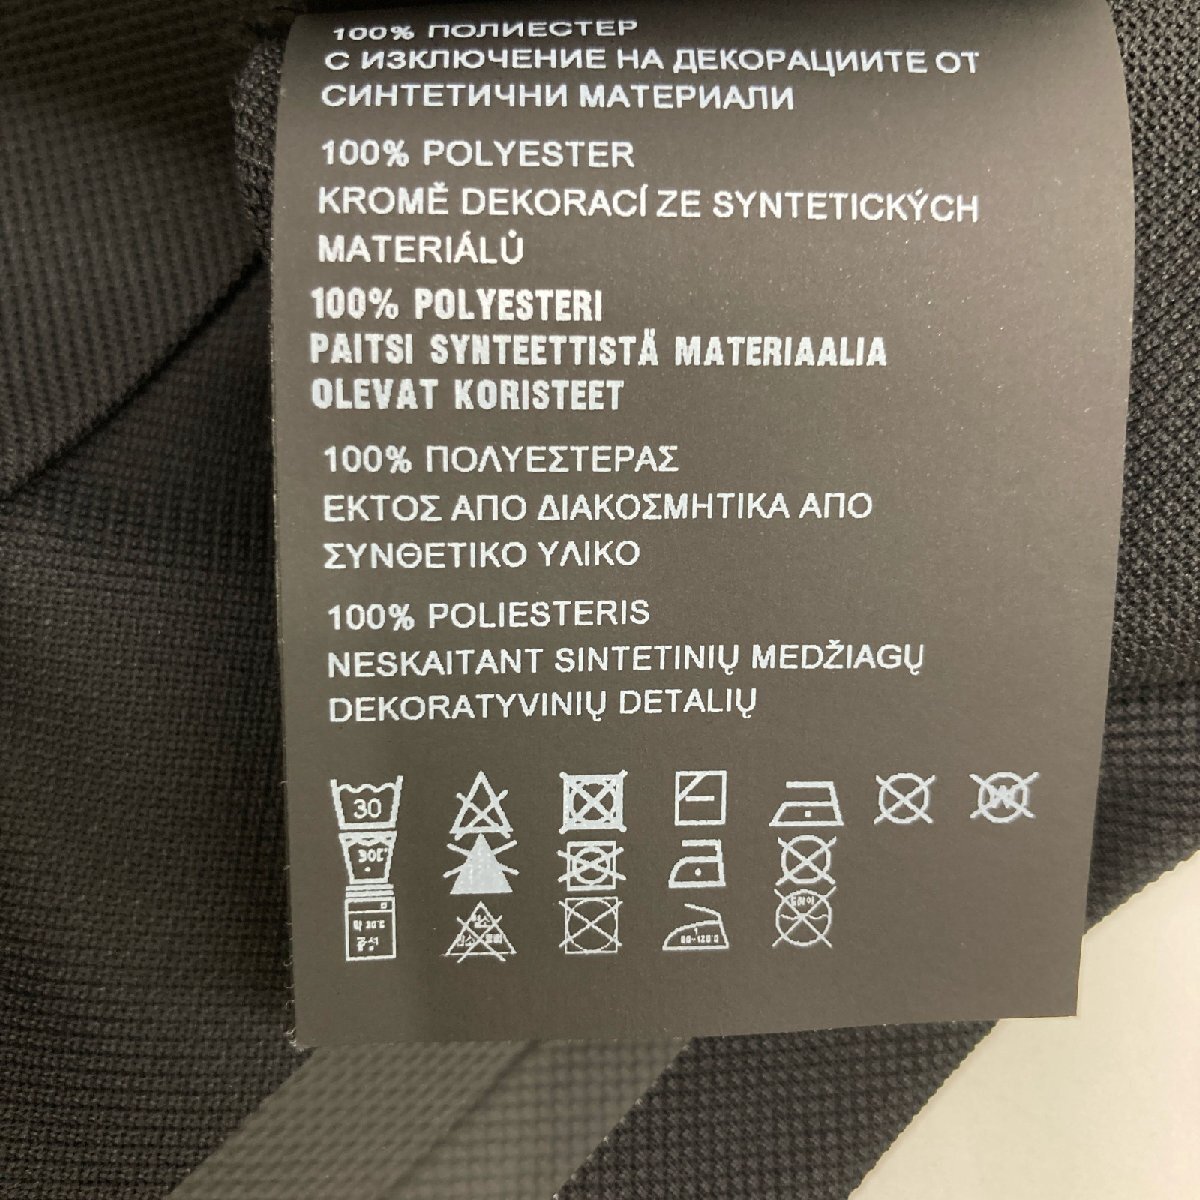 100% ПОЛИЕСТЕР
С ИЗКЛЮЧЕНИЕ НА ДЕКОРАЦИИТЕ ОТ
СИНТЕТИЧНИ МАТЕРИАЛИ
100% POLYESTER
KROMĚ DEKORACÍ ZE SYNTETICKÝCH
MATERIÁLŮ
100% POLYESTERI
PAITSI SYNTEETTISTÄ MATERIAALIA
OLEVAT KORISTEET
100% ΠΟΛΥΕΣΤΕΡΑΣ
ΕΚΤΟΣ ΑΠΟ ΔΙΑΚΟΣΜΗΤΙΚΑ ΑΠΟ
ΣΥΝΘΕΤΙΚΟ ΥΛΙΚΟ
100% POLIESTERIS
NESKAITANT SINTETINIŲ MEDŽIAGŲ
DEKORATYVINIŲ DETALIŲ
30 W
중성